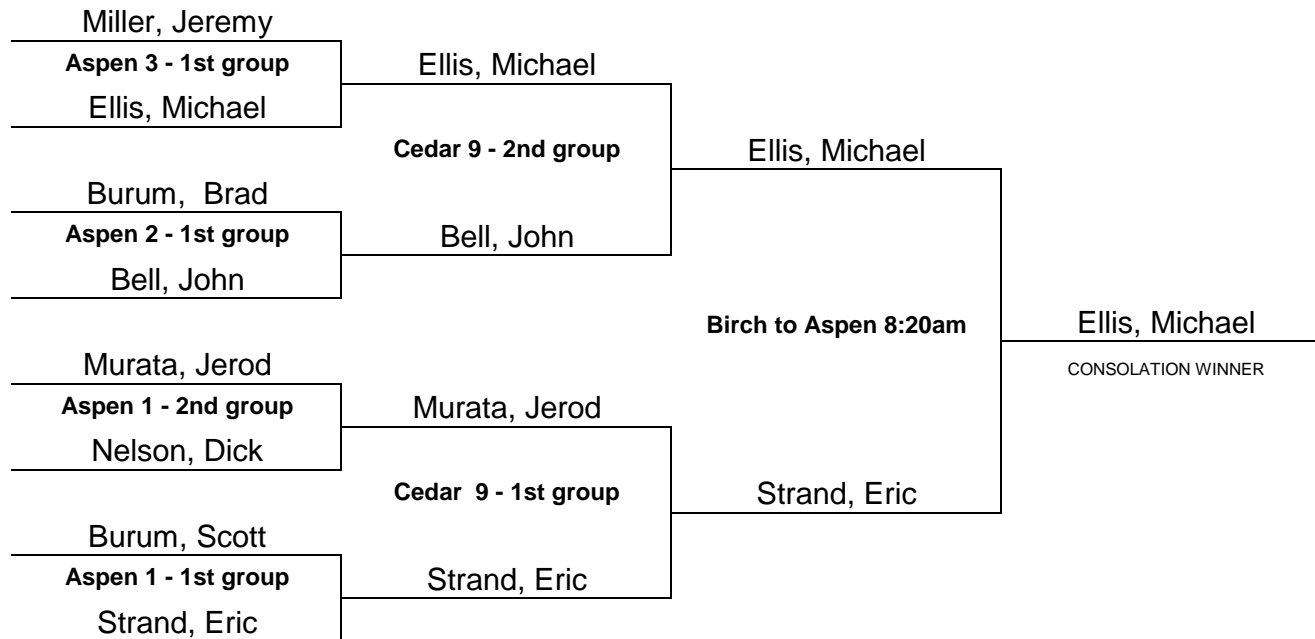 Miller, Jeremy
Aspen 3 - 1st group
Ellis, Michael
Ellis, Michael
Cedar 9 - 2nd group
Ellis, Michael
Burum,  Brad
Aspen 2 - 1st group
Bell, John
Bell, John
Birch to Aspen 8:20am
Ellis, Michael
CONSOLATION WINNER
Murata, Jerod
Aspen 1 - 2nd group
Murata, Jerod
Nelson, Dick
Cedar  9 - 1st group
Strand, Eric
Burum, Scott
Aspen 1 - 1st group
Strand, Eric
Strand, Eric